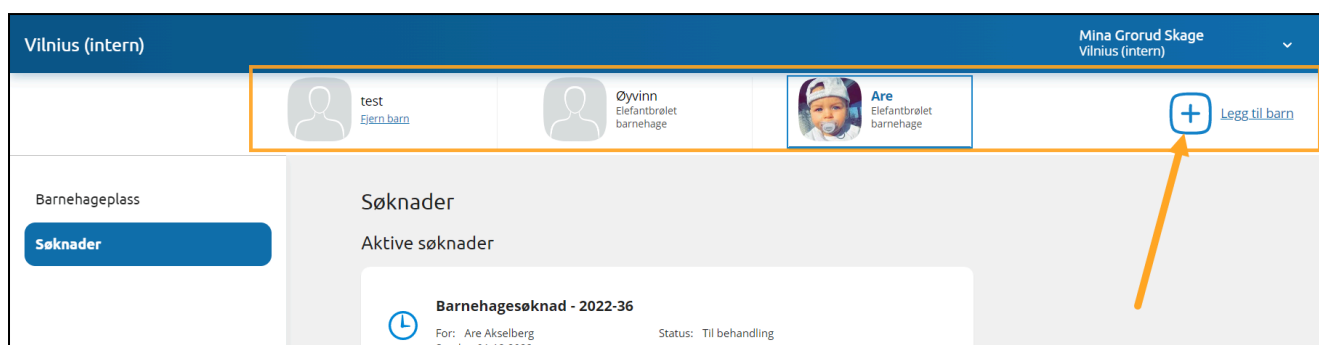 Vilnius (intern)
Mina Grorud Skage
Vilnius (intern)
test
Fjern barn
Øyvinn
Elefantbrølet
barnehage
Are
Elefantbrølet
barnehage
Legg til barn
Barnehageplass
Søknader
Søknader
Aktive søknader
Barnehagesøknad - 2022-36
For: Are Akselberg
Status: Til behandling